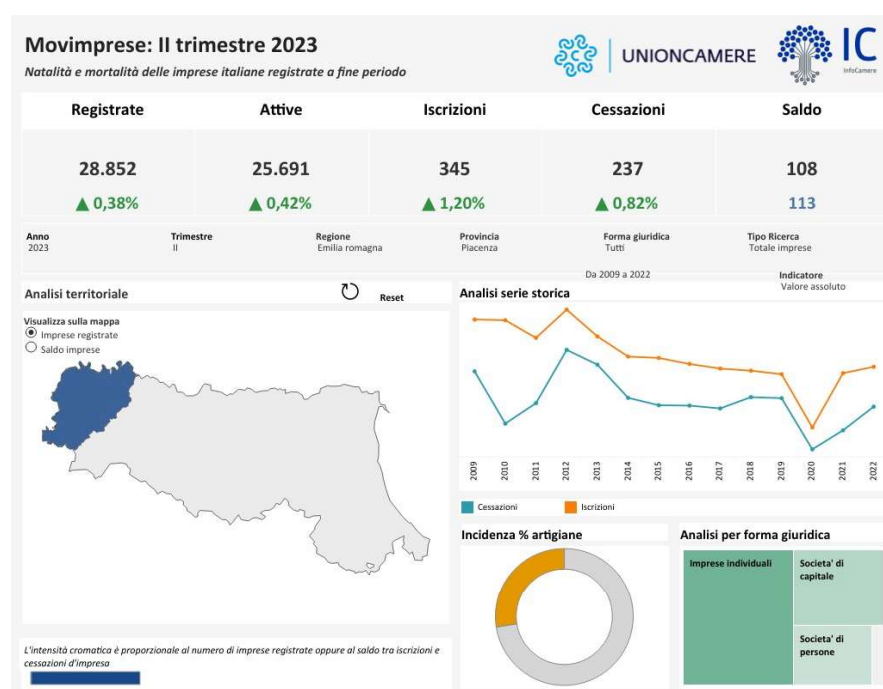 Movimprese: II trimestre 2023
Natalità e mortalità delle imprese italiane registrate a fine periodo
UNIONCAMERE
IC
InfoCamere
Registrate Attive Iscrizioni Cessazioni Saldo
28.852 25.691 345 237 108
▲ 0,38% ▲ 0,42% ▲ 1,20% ▲ 0,82% 113
Anno Trimestre Regione Provincia Forma giuridica Tipo Ricerca
2023 II Emilia romagna Piacenza Tutti Totale imprese
Da 2009 a 2022 Indicatore
Valore assoluto
Analisi territoriale Reset
Visualizza sulla mappa
Imprese registrate
Saldo imprese
L'intensità cromatica è proporzionale al numero di imprese registrate oppure al saldo tra iscrizioni e
cessazioni d'impresa
Analisi serie storica
2009 2010 2011 2012 2013 2014 2015 2016 2017 2018 2019 2020 2021 2022
Cessazioni Iscrizioni
Incidenza % artigiane
Analisi per forma giuridica
Imprese individuali
Societa' di
capitale
Societa' di
persone